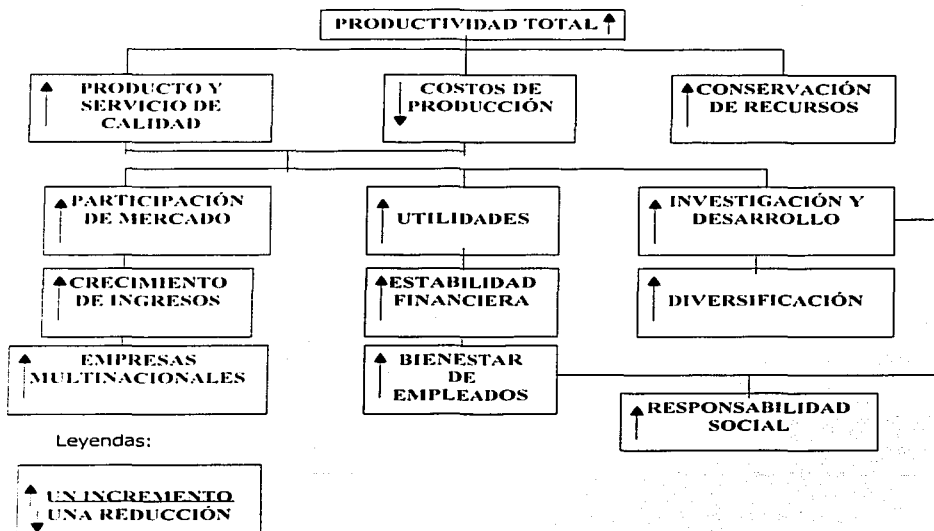 PRODUCTIVIDAD TOTAL
PRODUCTO Y
SERVICIO DE
CALIDAD
COSTOS DE
PRODUCCIÓN
CONSERVACIÓN
DE RECURSOS
PARTICIPACIÓN
DE MERCADO
UTILIDADES
INVESTIGACIÓN Y
DESARROLLO
CRECIMIENTO
DE INGRESOS
ESTABILIDAD
FINANCIERA
DIVERSIFICACIÓN
EMPRESAS
MULTINACIONALES
BIENESTAR
DE
EMPLEADOS
RESPONSABILIDAD
SOCIAL
Leyendas:
UN INCREMENTO
UNA REDUCCIÓN